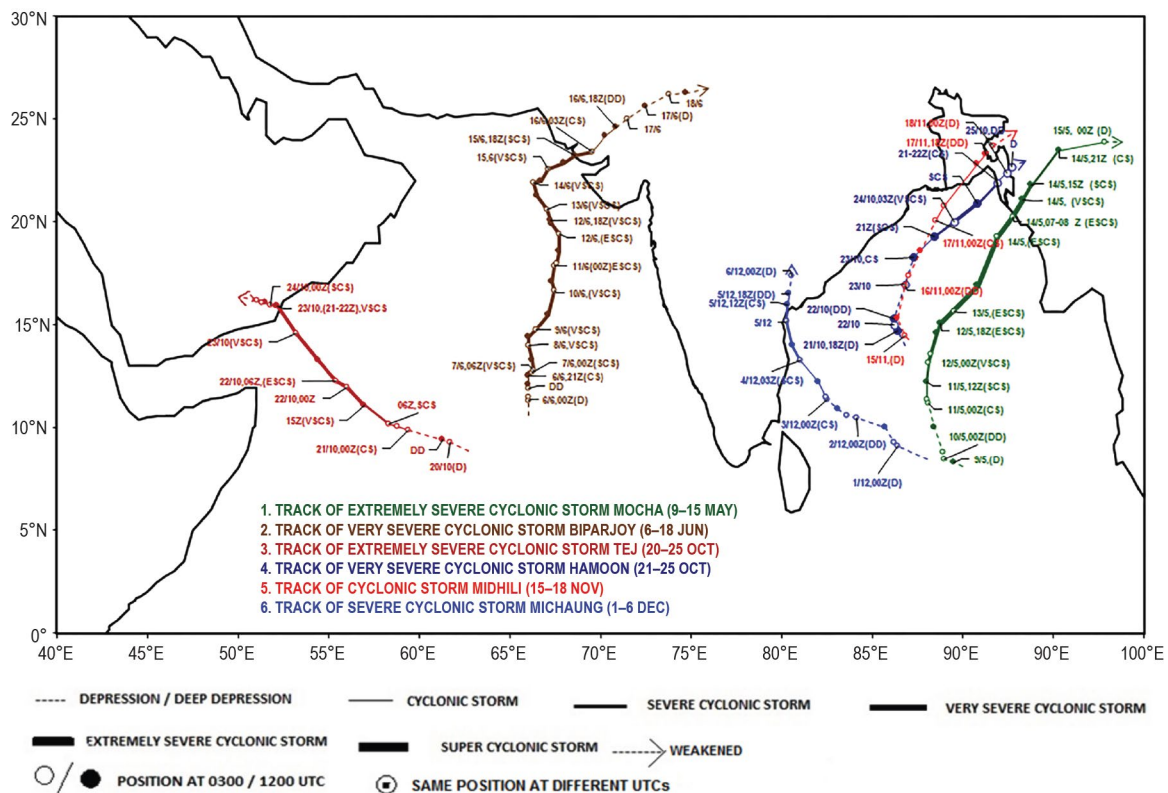 30°N
25°N
20°N
15°N
10°N
5°N
0°
40°E
50°E
55°E
60°E
65°E
70°E
75°E
80°E
85°E
90°E
90°E
100°E
16/6,18Z(DD)
18/6
17/6(D)
17/6
16/6,03Z(CS)
15/6,18Z(SCS)
15,6(VSCS)
14/6(VSCS)
13/6(VSCS)
12/6,18Z(VSCS)
12/6,(ESCS)
11/6(00Z)ESCS)
10/6,(VSCS)
9/6(VSCS)
8/6,VSCS)
7/6,06Z(VSCS)
7/6,00Z(SCS)
6/6,21Z(CS)
DD
6/6,00Z(D)
24/10,00Z(SCS)
23/10,(21-22Z),VSCS
23/10(VSCS)
22/10,06Z,(ESCS)
22/10,00Z
15Z(VSCS)
06Z,SCS
21/10,00Z(CS)
DD
20/10(D)
18/11,00Z(D)
25/10,DD
D
17/11,18Z(DD)
21-22Z(CS)
SCS
24/10,03Z(VSCS)
21Z(SCS)
17/11,00Z(CS)
23/10,CS
23/10
16/11,00Z(DD)
22/10(DD)
22/10
21/10,18Z(D)
15/11,(D)
6/12,00Z(D)
5/12,18Z(DD)
5/12,12Z(CS)
5/12
4/12,03Z(SCS)
3/12,00Z(CS)
2/12,00Z(DD)
1/12,00Z(D)
15/5, 00Z (D)
14/5,21Z (CS)
14/5,15Z (SCS)
14/5, (VSCS)
14/5,07-08 Z (ESCS)
14/5,(ESCS)
13/5,(ESCS)
12/5,18Z(ESCS)
12/5,00Z(VSCS)
11/5,12Z(SCS)
11/5,00Z(CS)
10/5,00Z(DD)
9/5,(D)
1. TRACK OF EXTREMELY SEVERE CYCLONIC STORM MOCHA (9–15 MAY)
2. TRACK OF VERY SEVERE CYCLONIC STORM BIPARJOY (6–18 JUN)
3. TRACK OF EXTREMELY SEVERE CYCLONIC STORM TEJ (20–25 OCT)
4. TRACK OF VERY SEVERE CYCLONIC STORM HAMOON (21–25 OCT)
5. TRACK OF CYCLONIC STORM MIDHILI (15–18 NOV)
6. TRACK OF SEVERE CYCLONIC STORM MICHAUNG (1–6 DEC)
DEPRESSION / DEEP DEPRESSION
CYCLONIC STORM
SEVERE CYCLONIC STORM
VERY SEVERE CYCLONIC STORM
EXTREMELY SEVERE CYCLONIC STORM
SUPER CYCLONIC STORM
WEAKENED
POSITION AT 0300 / 1200 UTC
SAME POSITION AT DIFFERENT UTCs